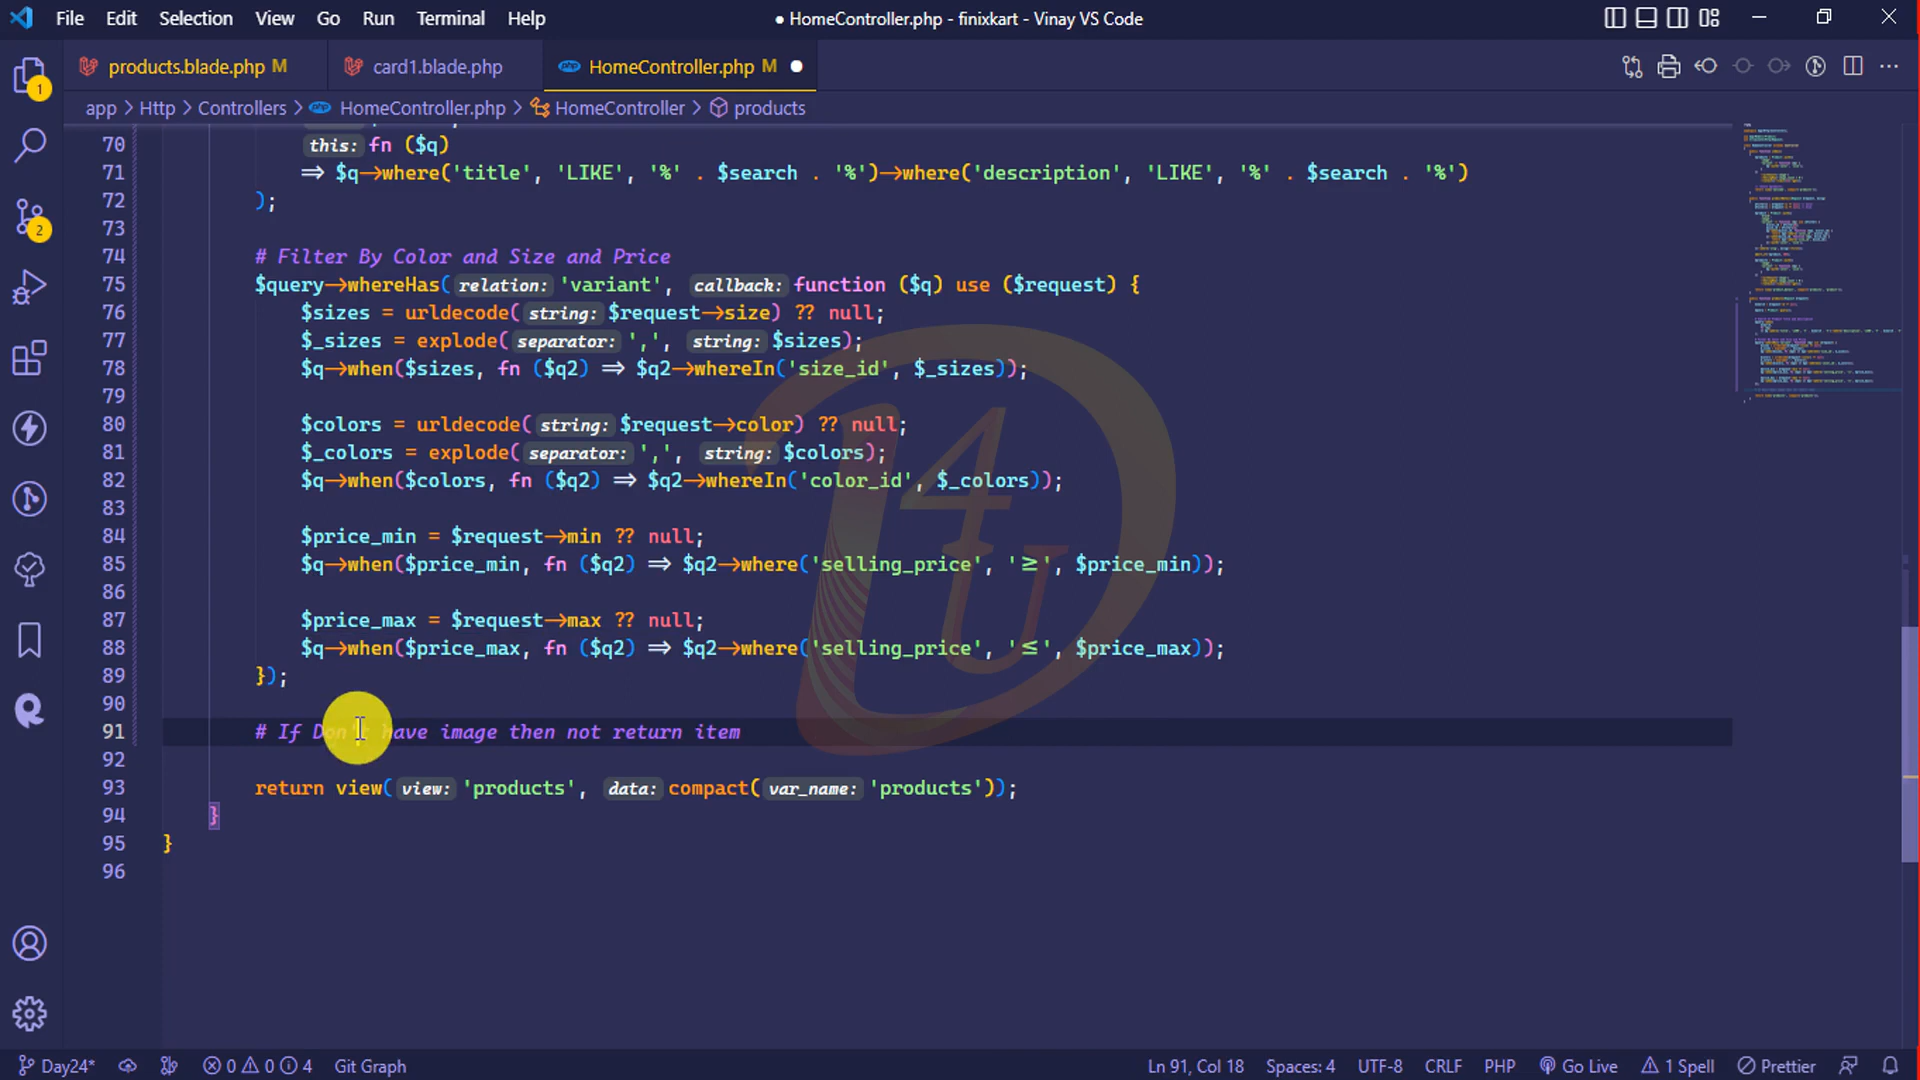 File Edit Selection View Go Run Terminal Help
● HomeController.php - finixkart - Vinay VS Code
products.blade.php M card1.blade.php HomeController.php M ●
app > Http > Controllers > HomeController.php > HomeController > products
70 this: fn ($q)
71 => $q->where('title', 'LIKE', '%' . $search . '%')->where('description', 'LIKE', '%' . $search . '%')
72 );
73
74 # Filter By Color and Size and Price
75 $query->whereHas(relation: 'variant', callback: function ($q) use ($request) {
76 $sizes = urldecode(string: $request->size) ?? null;
77 $_sizes = explode(separator: ',', string: $sizes);
78 $q->when($sizes, fn ($q2) => $q2->whereIn('size_id', $_sizes));
79
80 $colors = urldecode(string: $request->color) ?? null;
81 $_colors = explode(separator: ',', string: $colors);
82 $q->when($colors, fn ($q2) => $q2->whereIn('color_id', $_colors));
83
84 $price_min = $request->min ?? null;
85 $q->when($price_min, fn ($q2) => $q2->where('selling_price', '>=', $price_min));
86
87 $price_max = $request->max ?? null;
88 $q->when($price_max, fn ($q2) => $q2->where('selling_price', '<=', $price_max));
89 });
90
91 # If Don't have image then not return item
92
93 return view(view: 'products', data: compact(var_name: 'products'));
94 }
95 }
96
1
2
D4U
Day24* 0 0 4 Git Graph Ln 91, Col 18 Spaces: 4 UTF-8 CRLF PHP Go Live 1 Spell Prettier